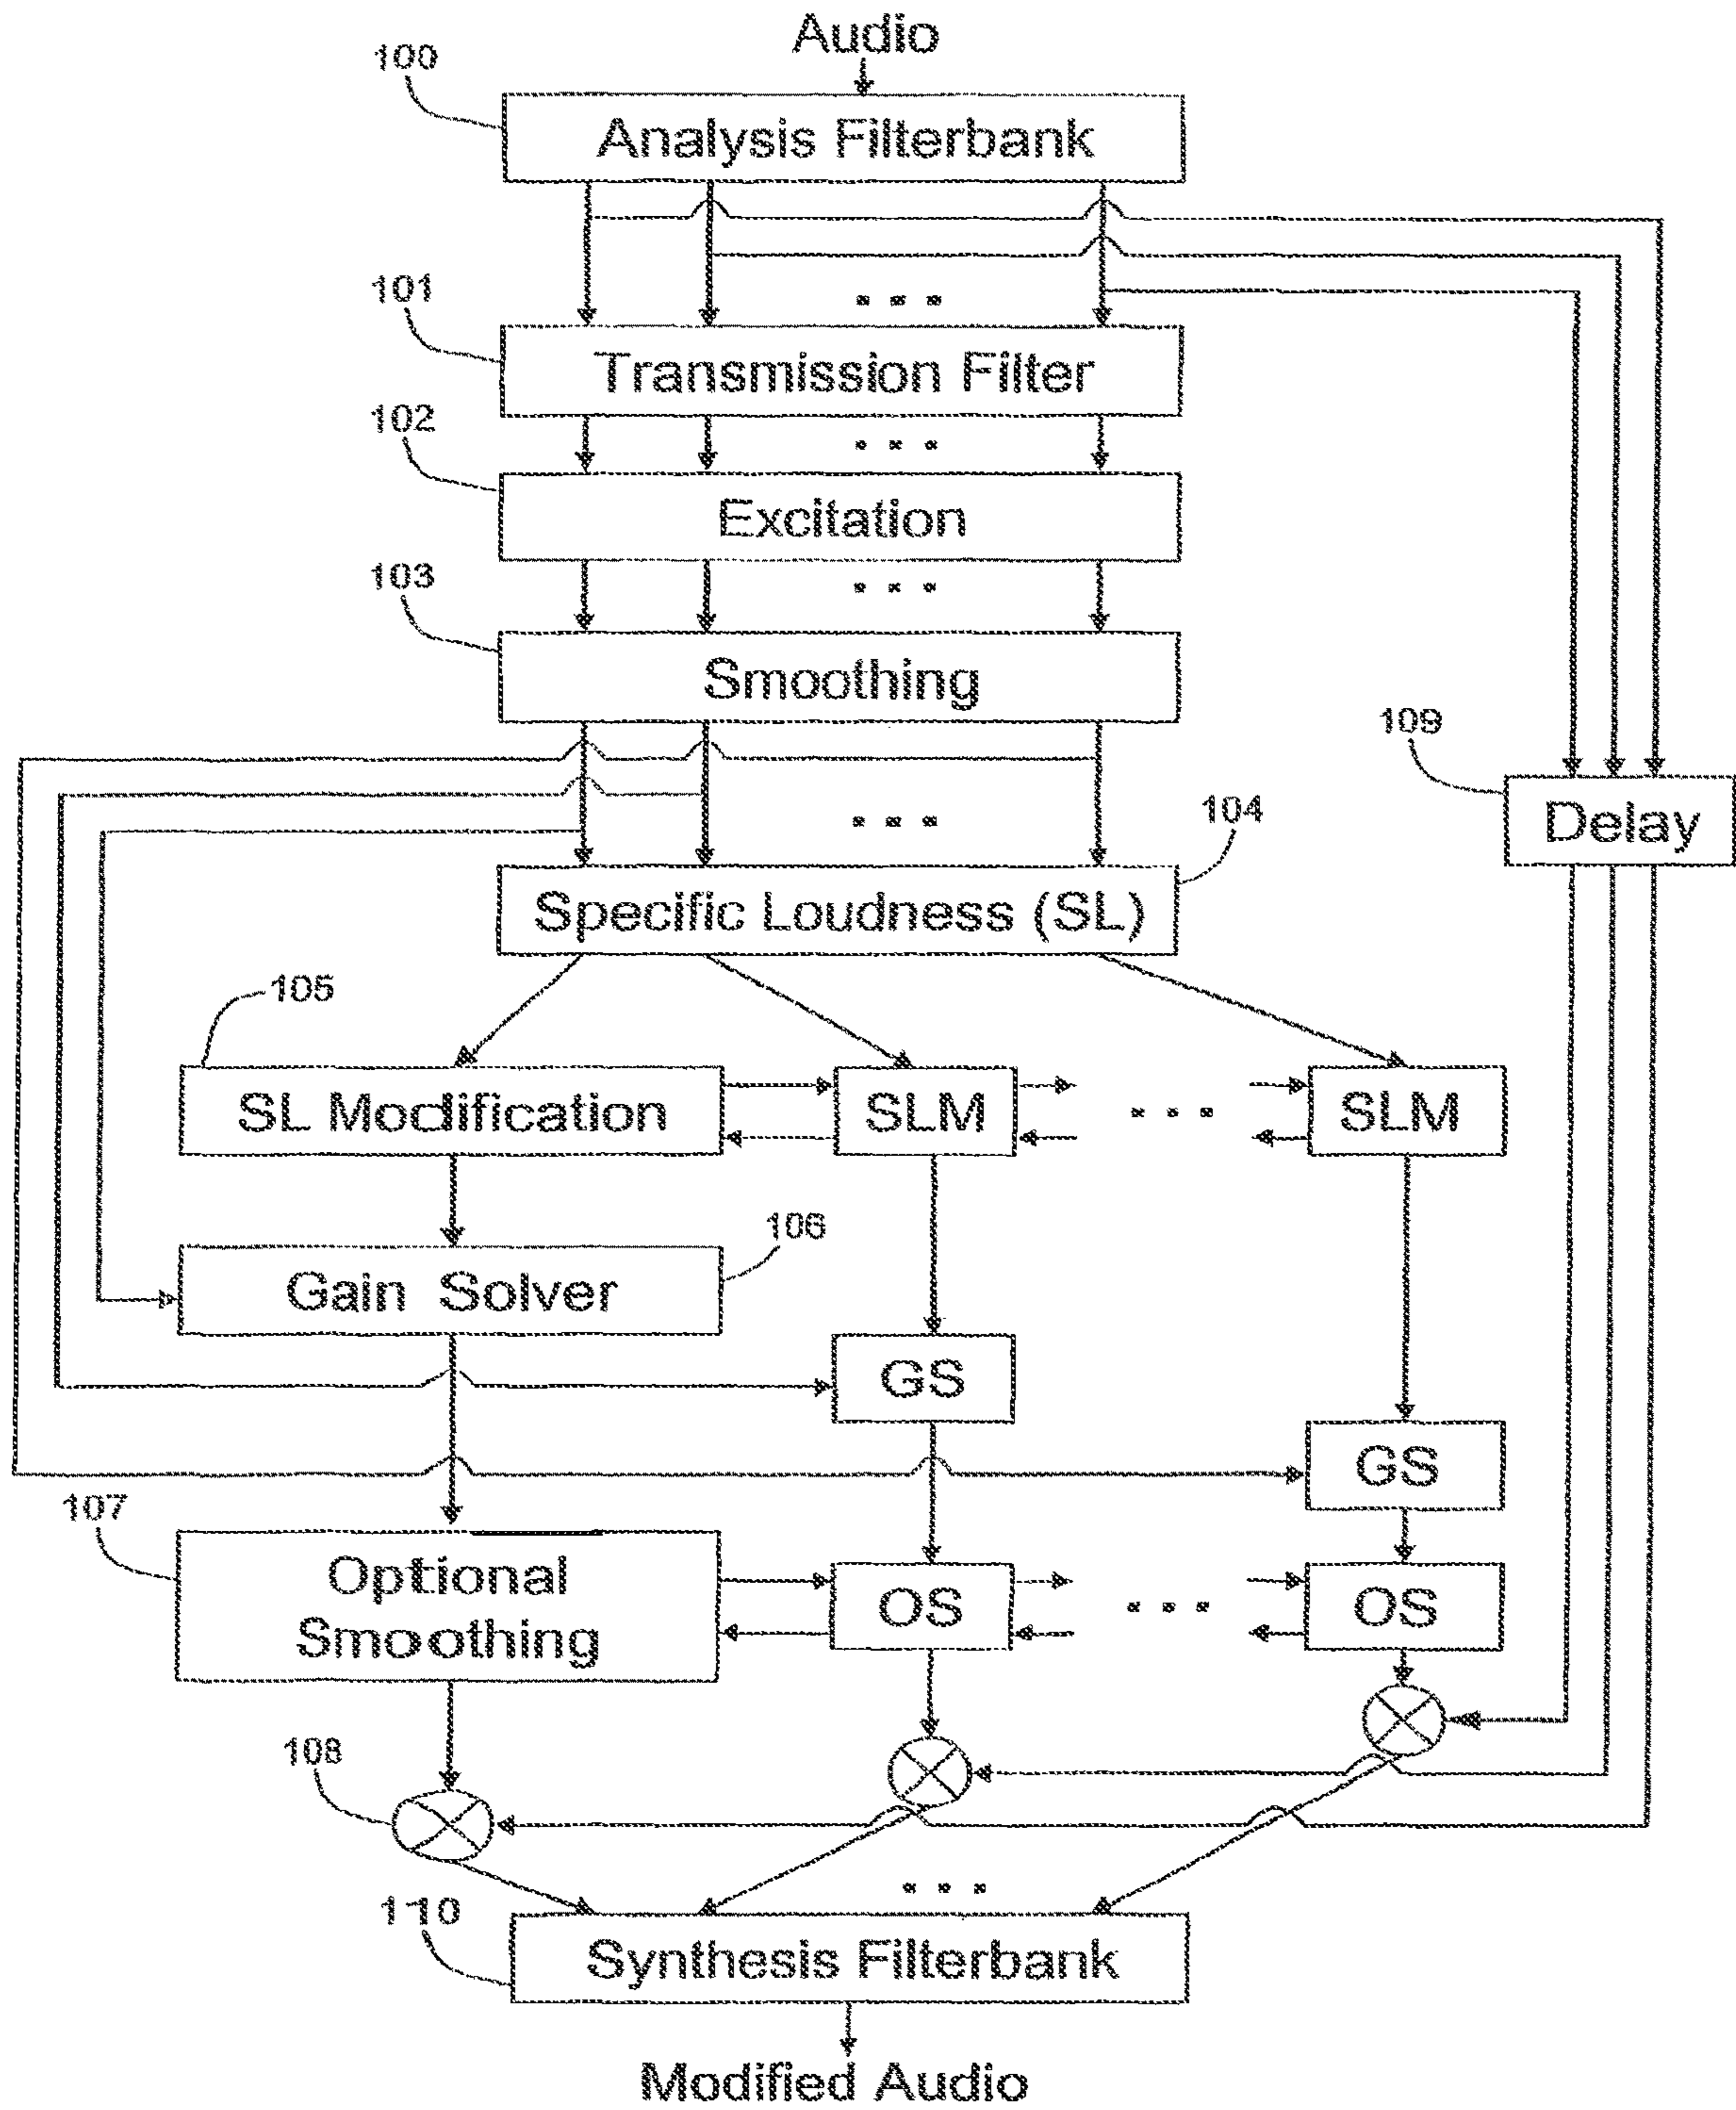 Audio
100
Analysis Filterbank
101
. . .
Transmission Filter
102
. . .
Excitation
103
. . .
Smoothing
109
. . .
104
Delay
Specific Loudness (SL)
105
SL Modification
SLM
. . .
SLM
106
Gain Solver
GS
GS
107
Optional
Smoothing
OS
. . .
OS
108
. . .
110
Synthesis Filterbank
Modified Audio